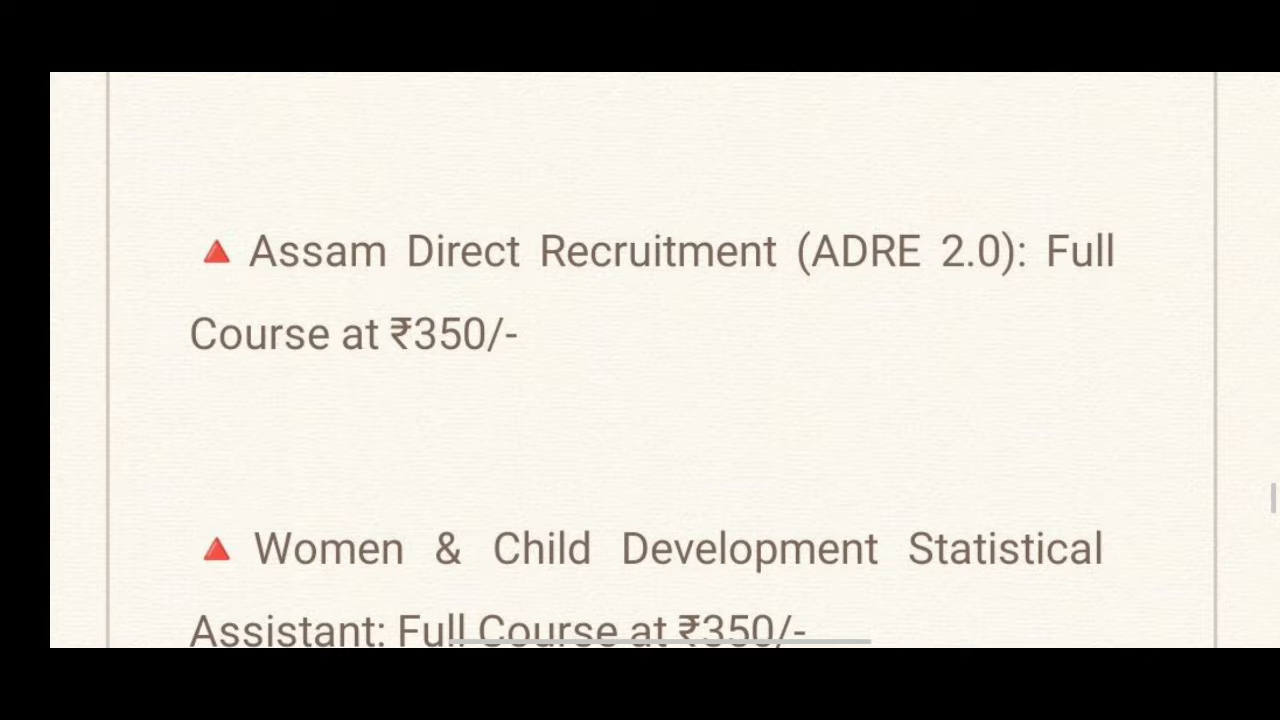 🔺 Assam Direct Recruitment (ADRE 2.0): Full
Course at ₹350/-
🔺 Women & Child Development Statistical
Assistant: Full Course at ₹350/-